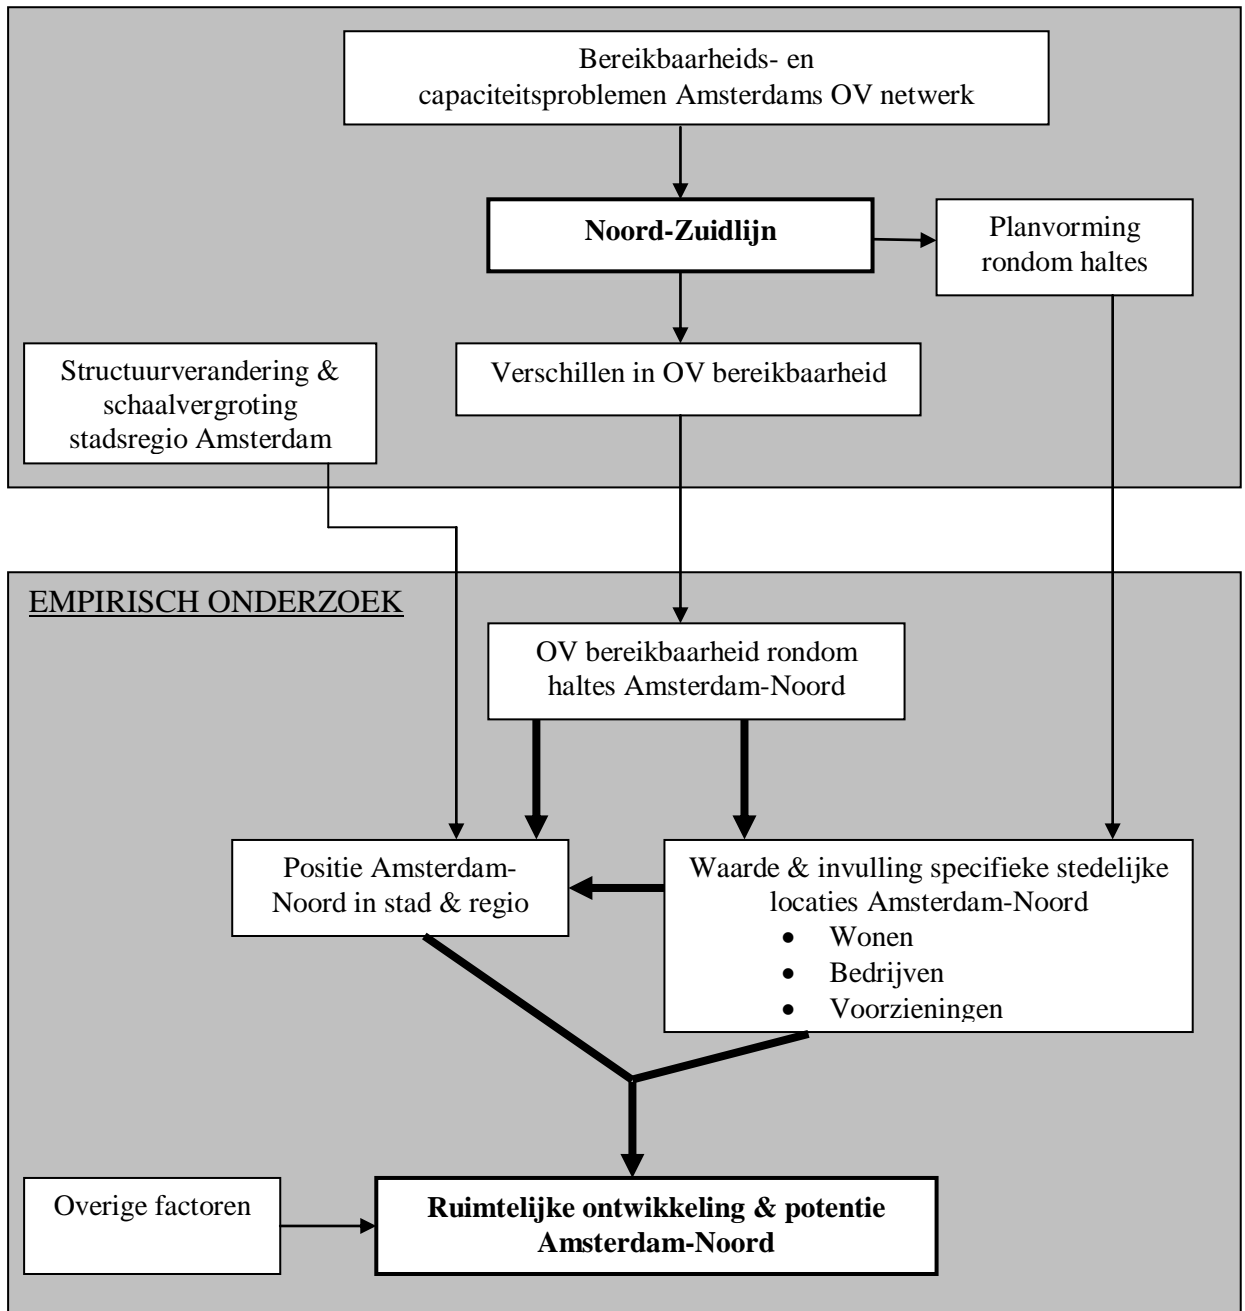 Bereikbaarheids- en
capaciteitsproblemen Amsterdams OV netwerk
Noord-Zuidlijn
Planvorming
rondom haltes
Structuurverandering &
schaalvergroting
stadsregio Amsterdam
Verschillen in OV bereikbaarheid
EMPIRISCH ONDERZOEK
OV bereikbaarheid rondom
haltes Amsterdam-Noord
Positie Amsterdam-
Noord in stad & regio
Waarde & invulling specifieke stedelijke
locaties Amsterdam-Noord
• Wonen
• Bedrijven
• Voorzieningen
Overige factoren
Ruimtelijke ontwikkeling & potentie
Amsterdam-Noord